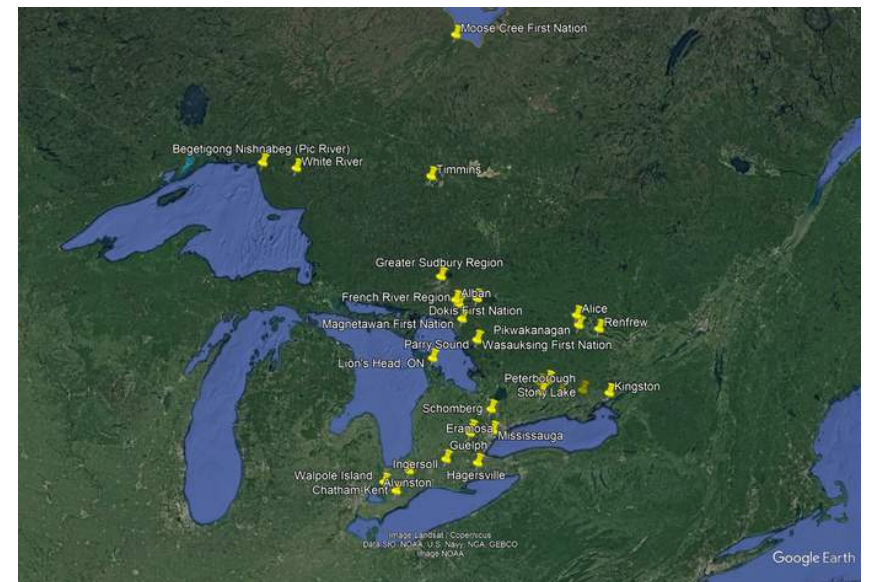 Moose Cree First Nation
Begetigong Nishnabeg (Pic River)
White River
Timmins
Greater Sudbury Region
French River Region
Alban
Dokis First Nation
Magnetawan First Nation
Alice
Pikwakanagan
Renfrew
Parry Sound
Wasauksing First Nation
Lion's Head, ON
Peterborough
Stony Lake
Kingston
Schomberg
Eramosa
Mississauga
Guelph
Ingersoll
Hagersville
Walpole Island
Alvinston
Chatham-Kent
Image Landsat / Copernicus
Data SIO, NOAA, U.S. Navy, NGA, GEBCO
Image NOAA
Google Earth